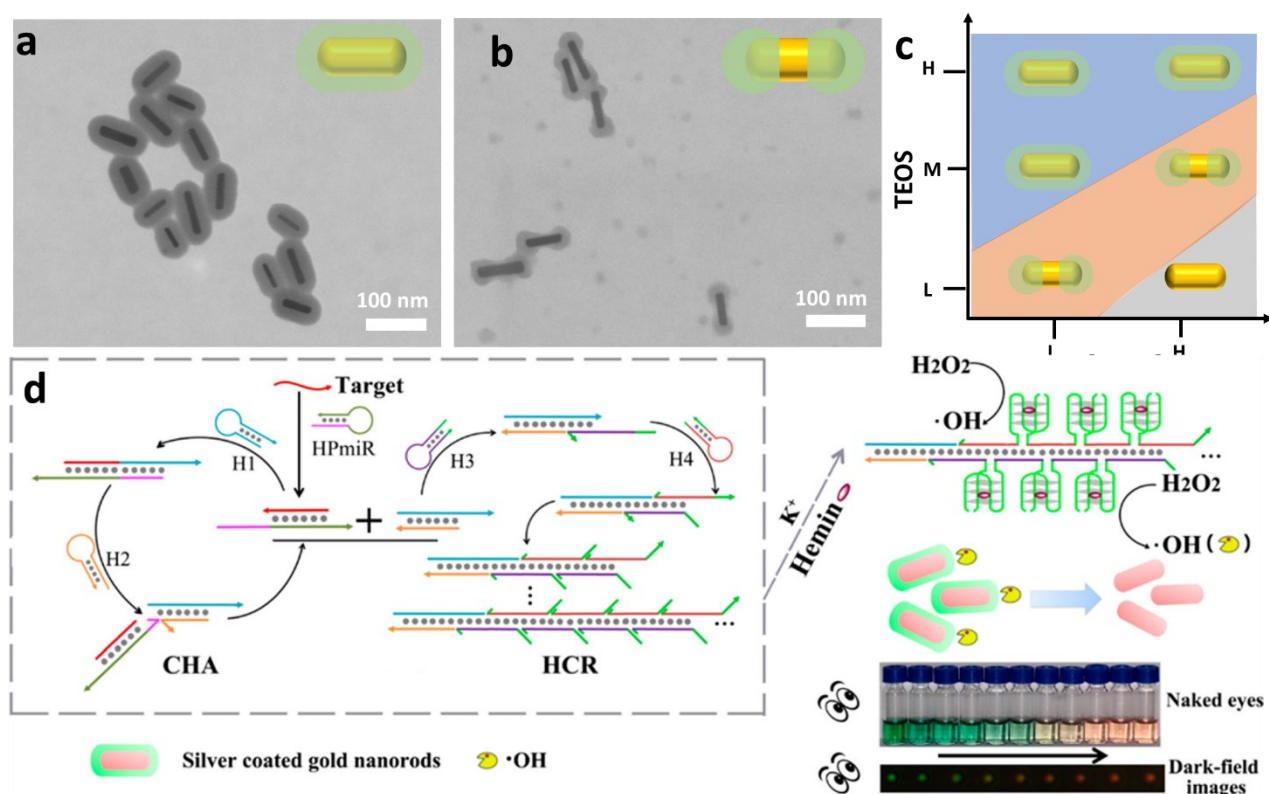 a
100 nm
b
100 nm
c
TEOS
H
M
L
H
d
Target
HPmiR
H1
H2
CHA
H3
H4
HCR
K⁺
Hemin
H2O2
·OH
...
H2O2
·OH ( )
Naked eyes
Dark-field
images
Silver coated gold nanorods
·OH